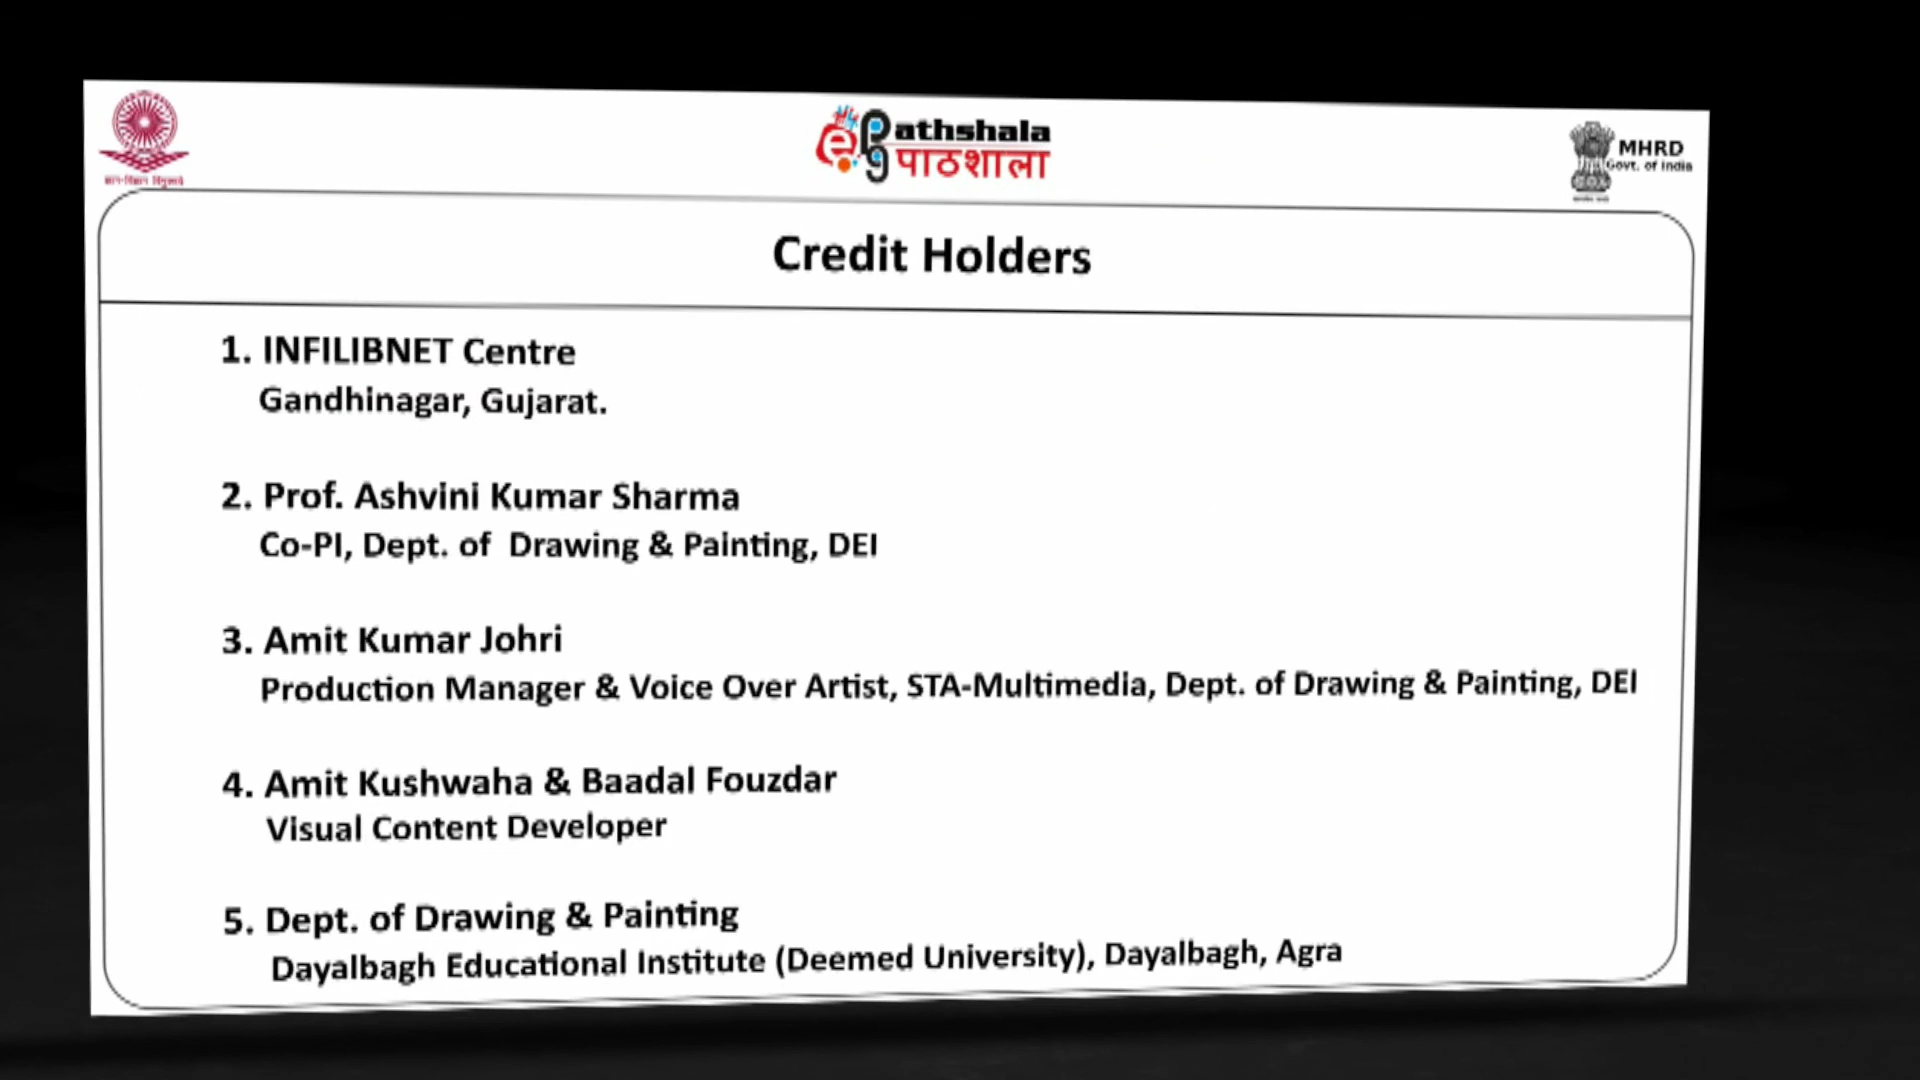 ज्ञान-विज्ञान विमुक्तये
ePG Pathshala
पाठशाला
MHRD
Govt. of India
Credit Holders
1. INFILIBNET Centre
Gandhinagar, Gujarat.
2. Prof. Ashvini Kumar Sharma
Co-PI, Dept. of Drawing & Painting, DEI
3. Amit Kumar Johri
Production Manager & Voice Over Artist, STA-Multimedia, Dept. of Drawing & Painting, DEI
4. Amit Kushwaha & Baadal Fouzdar
Visual Content Developer
5. Dept. of Drawing & Painting
Dayalbagh Educational Institute (Deemed University), Dayalbagh, Agra